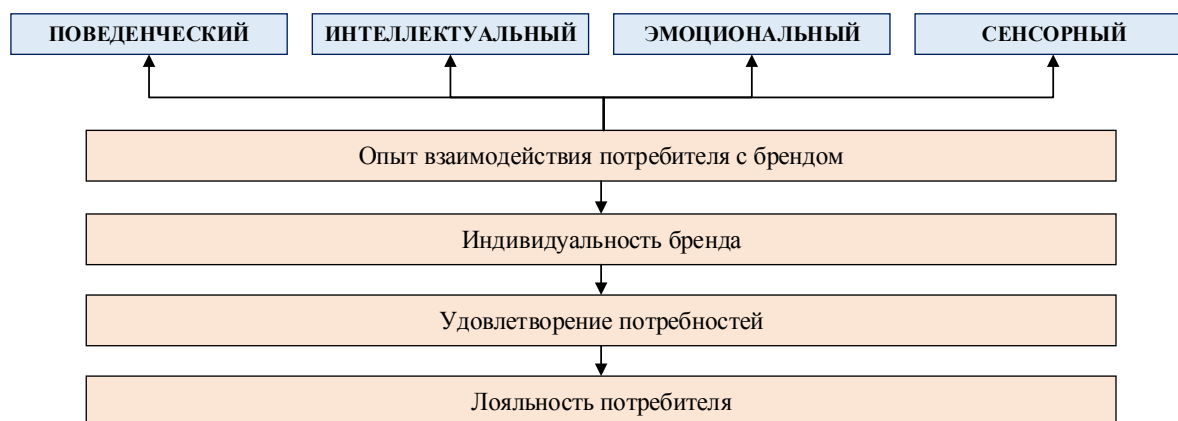 ПОВЕДЕНЧЕСКИЙ ИНТЕЛЛЕКТУАЛЬНЫЙ ЭМОЦИОНАЛЬНЫЙ СЕНСОРНЫЙ
Опыт взаимодействия потребителя с брендом
Индивидуальность бренда
Удовлетворение потребностей
Лояльность потребителя